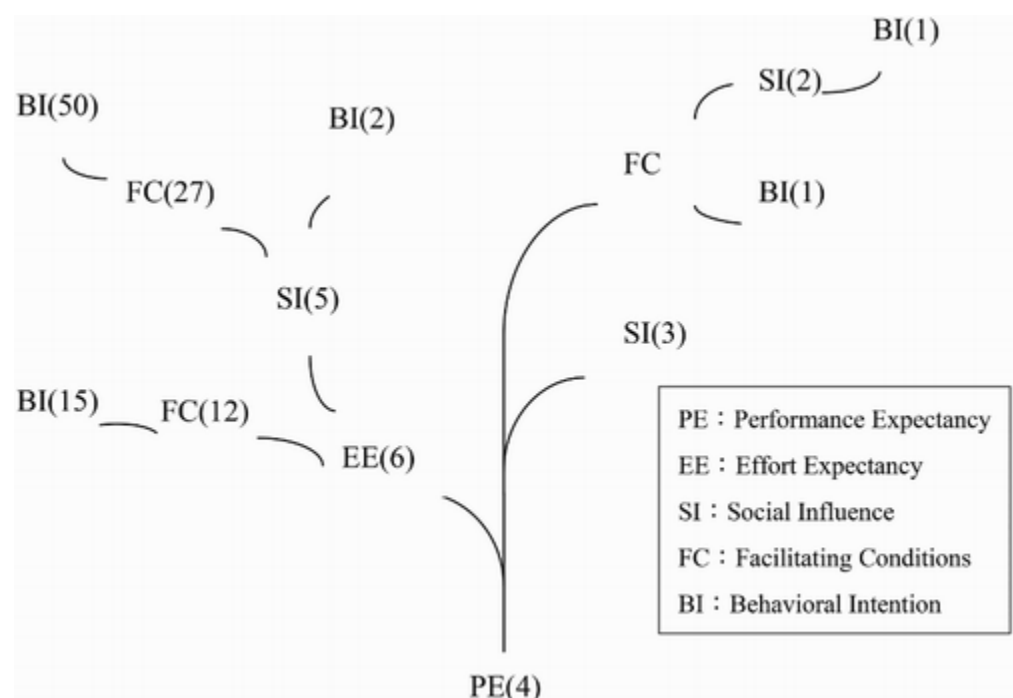 BI(1)
SI(2)
BI(50)
BI(2)
FC
FC(27)
BI(1)
SI(5)
SI(3)
BI(15)
FC(12)
EE(6)
PE：Performance Expectancy
EE：Effort Expectancy
SI：Social Influence
FC：Facilitating Conditions
BI：Behavioral Intention
PE(4)